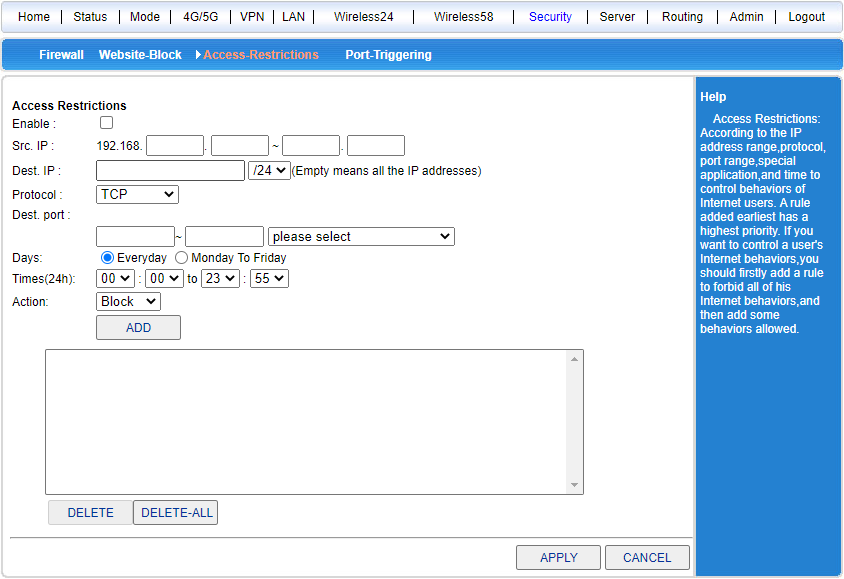 Home Status Mode 4G/5G VPN LAN Wireless24 Wireless58 Security Server Routing Admin Logout
Firewall Website-Block Access-Restrictions Port-Triggering
Access Restrictions
Enable :
Src. IP : 192.168. . ~ .
Dest. IP : /24 (Empty means all the IP addresses)
Protocol : TCP
Dest. port :
~ please select
Days: Everyday Monday To Friday
Times(24h): 00 : 00 to 23 : 55
Action: Block
ADD
DELETE DELETE-ALL
APPLY CANCEL
Help
Access Restrictions:
According to the IP
address range,protocol,
port range,special
application,and time to
control behaviors of
Internet users. A rule
added earliest has a
highest priority. If you
want to control a user's
Internet behaviors,you
should firstly add a rule
to forbid all of his
Internet behaviors,and
then add some
behaviors allowed.